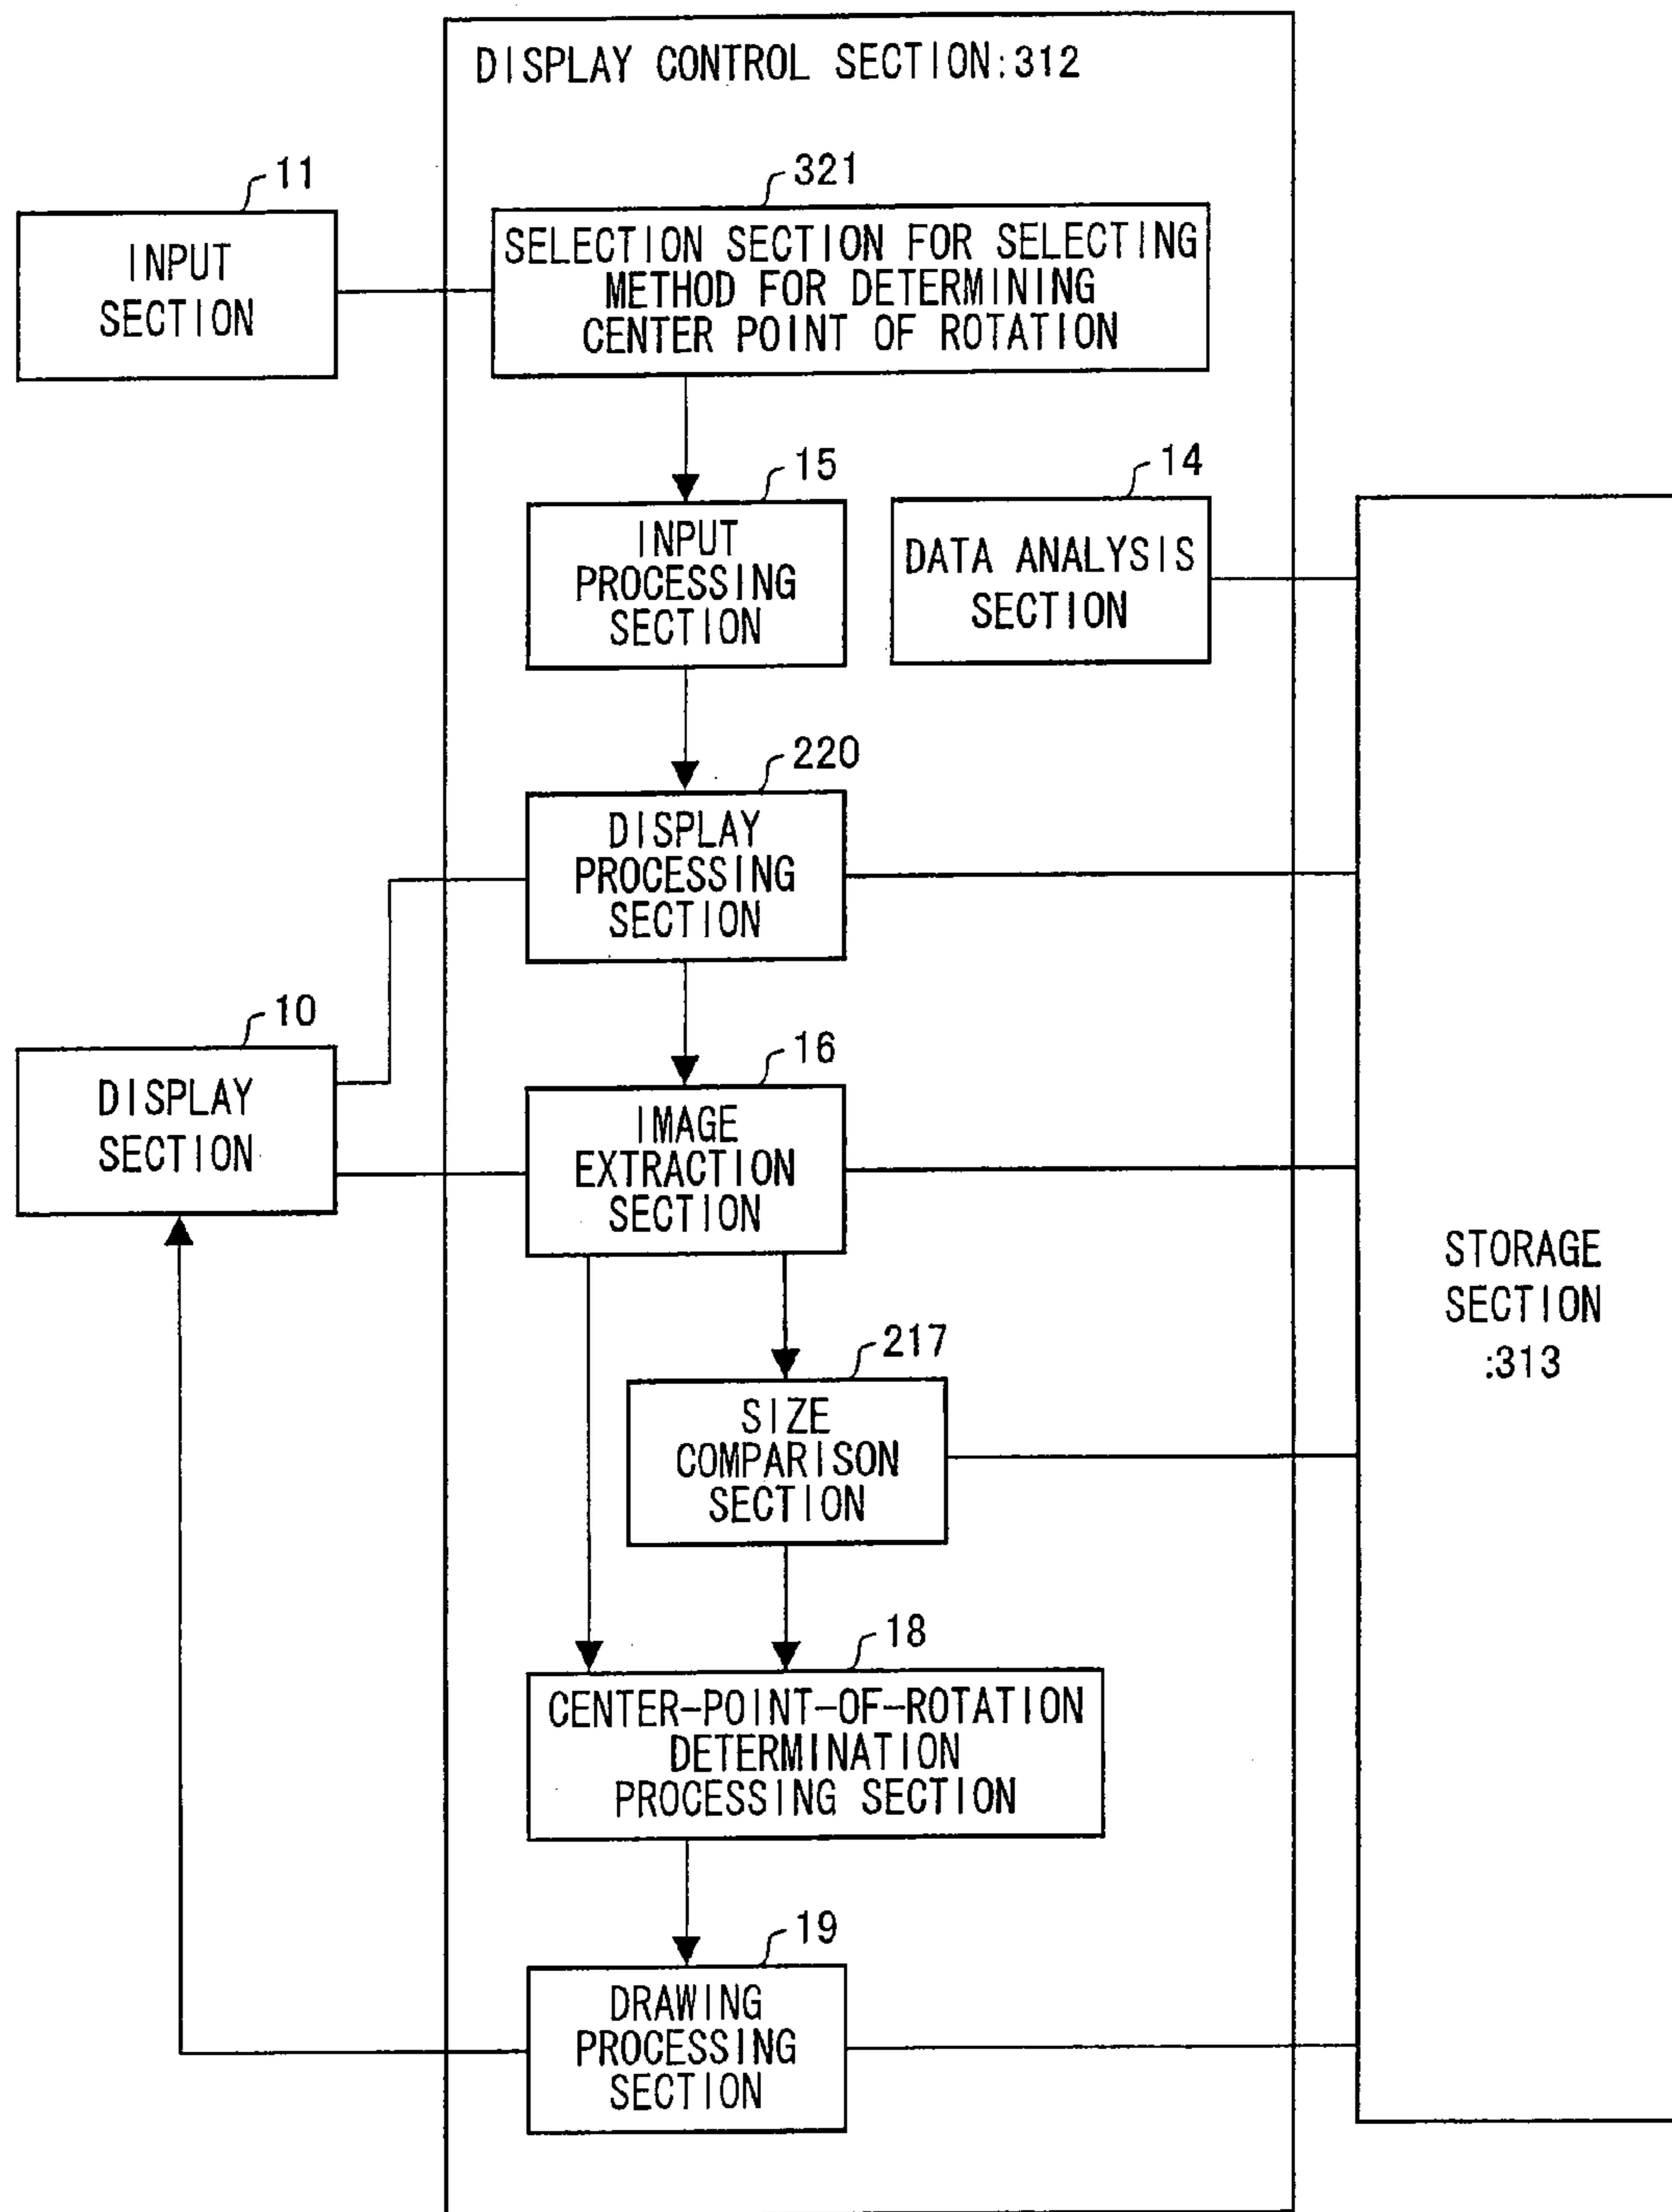 DISPLAY CONTROL SECTION:312
11
INPUT
SECTION
321
SELECTION SECTION FOR SELECTING
METHOD FOR DETERMINING
CENTER POINT OF ROTATION
15
INPUT
PROCESSING
SECTION
14
DATA ANALYSIS
SECTION
220
DISPLAY
PROCESSING
SECTION
10
DISPLAY
SECTION
16
IMAGE
EXTRACTION
SECTION
STORAGE
SECTION
:313
217
SIZE
COMPARISON
SECTION
18
CENTER-POINT-OF-ROTATION
DETERMINATION
PROCESSING SECTION
19
DRAWING
PROCESSING
SECTION